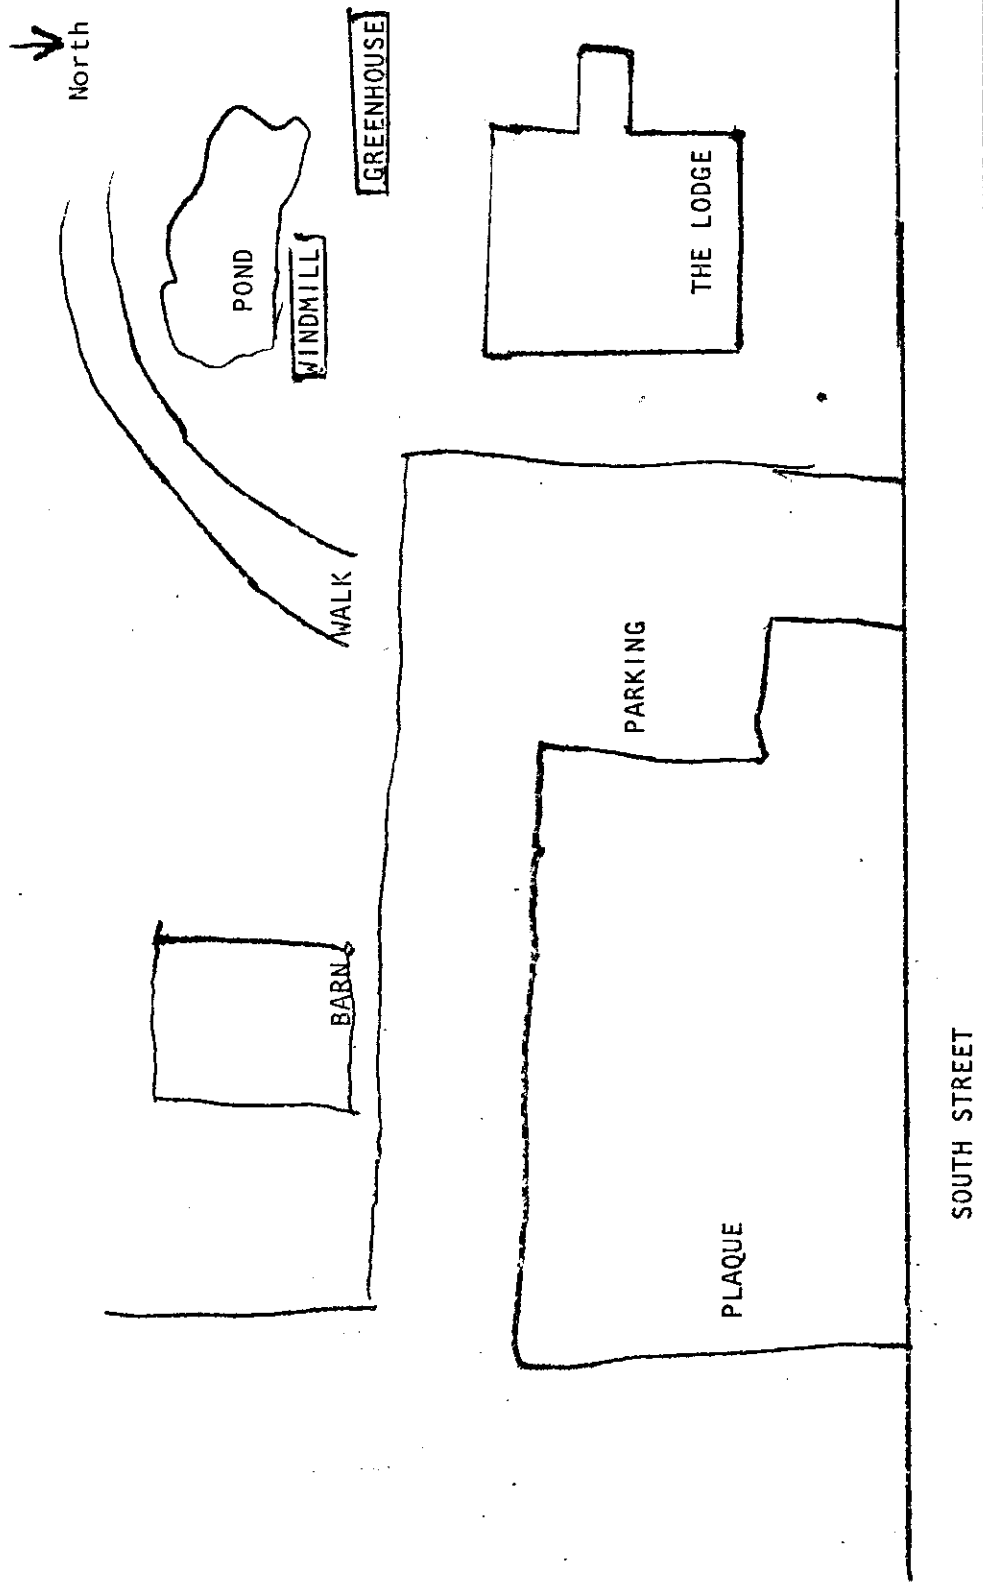 North
GREENHOUSE
POND
WINDMILL
THE LODGE
WALK
PARKING
BARN
PLAQUE
SOUTH STREET